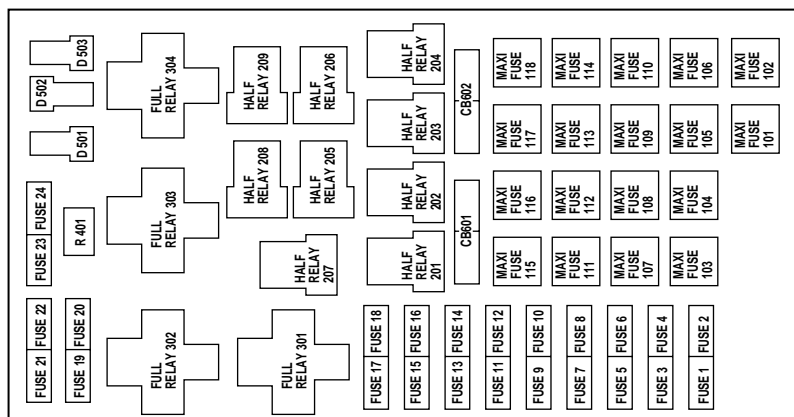 D 503
D 502
D 501
FULL
RELAY 304
HALF
RELAY 209
HALF
RELAY 206
HALF
RELAY
204
CB602
MAXI
FUSE
118
MAXI
FUSE
114
MAXI
FUSE
110
MAXI
FUSE
106
MAXI
FUSE
102
HALF
RELAY
203
MAXI
FUSE
117
MAXI
FUSE
113
MAXI
FUSE
109
MAXI
FUSE
105
MAXI
FUSE
101
FUSE 24
FUSE 23
R 401
FULL
RELAY 303
HALF
RELAY 208
HALF
RELAY 205
HALF
RELAY
202
CB601
MAXI
FUSE
116
MAXI
FUSE
112
MAXI
FUSE
108
MAXI
FUSE
104
HALF
RELAY
207
HALF
RELAY
201
MAXI
FUSE
115
MAXI
FUSE
111
MAXI
FUSE
107
MAXI
FUSE
103
FUSE 22
FUSE 21
FUSE 20
FUSE 19
FULL
RELAY 302
FULL
RELAY 301
FUSE 18
FUSE 17
FUSE 16
FUSE 15
FUSE 14
FUSE 13
FUSE 12
FUSE 11
FUSE 10
FUSE 9
FUSE 8
FUSE 7
FUSE 6
FUSE 5
FUSE 4
FUSE 3
FUSE 2
FUSE 1